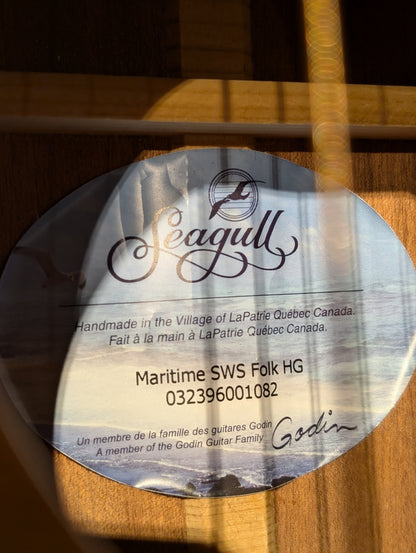 Seagull
Handmade in the Village of LaPatrie Québec Canada.
Fait à la main à LaPatrie Québec Canada.
Maritime SWS Folk HG
032396001082
Un membre de la famille des guitares Godin
A member of the Godin Guitar Family
Godin